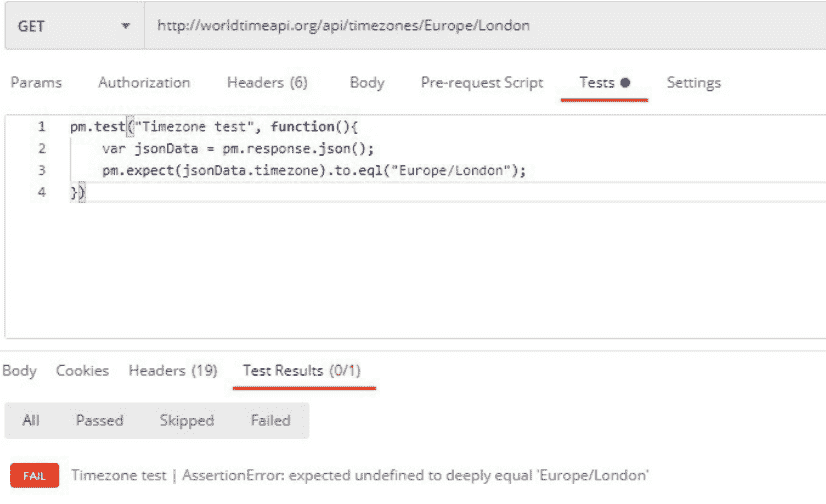 GET http://worldtimeapi.org/api/timezones/Europe/London
Params Authorization Headers (6) Body Pre-request Script Tests Settings
1 pm.test("Timezone test", function(){
2 var jsonData = pm.response.json();
3 pm.expect(jsonData.timezone).to.eql("Europe/London");
4 })
Body Cookies Headers (19) Test Results (0/1)
All Passed Skipped Failed
FAIL Timezone test | AssertionError: expected undefined to deeply equal 'Europe/London'